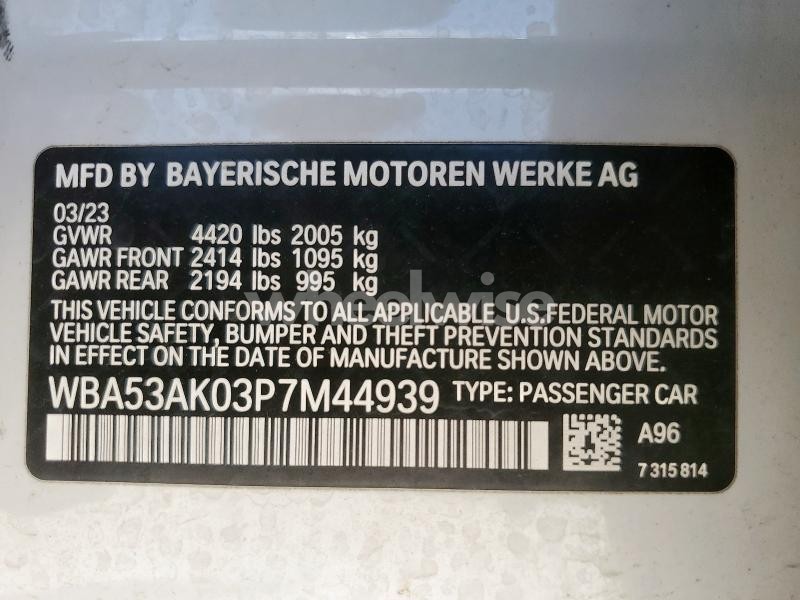 MFD BY BAYERISCHE MOTOREN WERKE AG
03/23
GVWR 4420 lbs 2005 kg
GAWR FRONT 2414 lbs 1095 kg
GAWR REAR 2194 lbs 995 kg
wheelwise
THIS VEHICLE CONFORMS TO ALL APPLICABLE U.S.FEDERAL MOTOR
VEHICLE SAFETY, BUMPER AND THEFT PREVENTION STANDARDS
IN EFFECT ON THE DATE OF MANUFACTURE SHOWN ABOVE.
WBA53AK03P7M44939 TYPE: PASSENGER CAR
A96
7 315 814